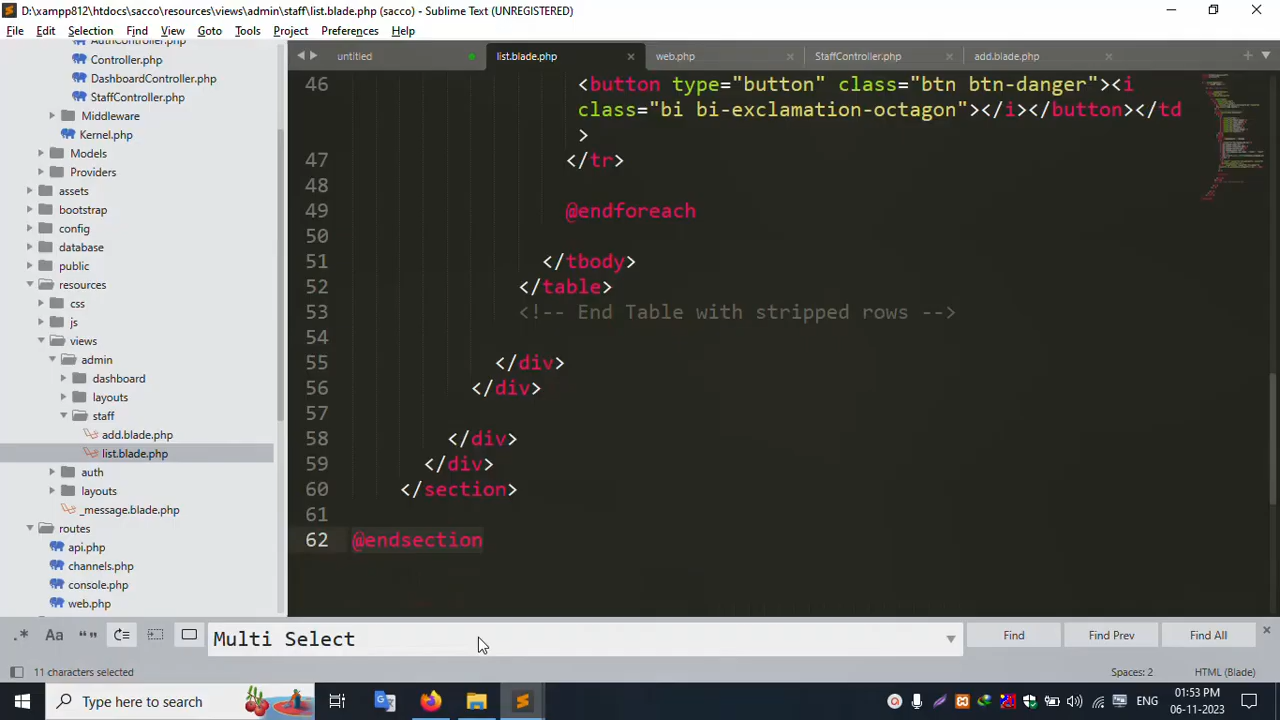 D:\xampp812\htdocs\sacco\resources\views\admin\staff\list.blade.php (sacco) - Sublime Text (UNREGISTERED)
File Edit Selection Find View Goto Tools Project Preferences Help
AuthController.php
Controller.php
DashboardController.php
StaffController.php
Middleware
Kernel.php
Models
Providers
assets
bootstrap
config
database
public
resources
css
js
views
admin
dashboard
layouts
staff
add.blade.php
list.blade.php
auth
layouts
_message.blade.php
routes
api.php
channels.php
console.php
web.php
untitled list.blade.php web.php StaffController.php add.blade.php
46 <button type="button" class="btn btn-danger"><i
class="bi bi-exclamation-octagon"></i></button></td
>
47 </tr>
48
49 @endforeach
50
51 </tbody>
52 </table>
53 <!-- End Table with stripped rows -->
54
55 </div>
56 </div>
57
58 </div>
59 </div>
60 </section>
61
62 @endsection
.* Aa “” Multi Select Find Find Prev Find All
11 characters selected Spaces: 2 HTML (Blade)
Type here to search ENG 01:53 PM
06-11-2023